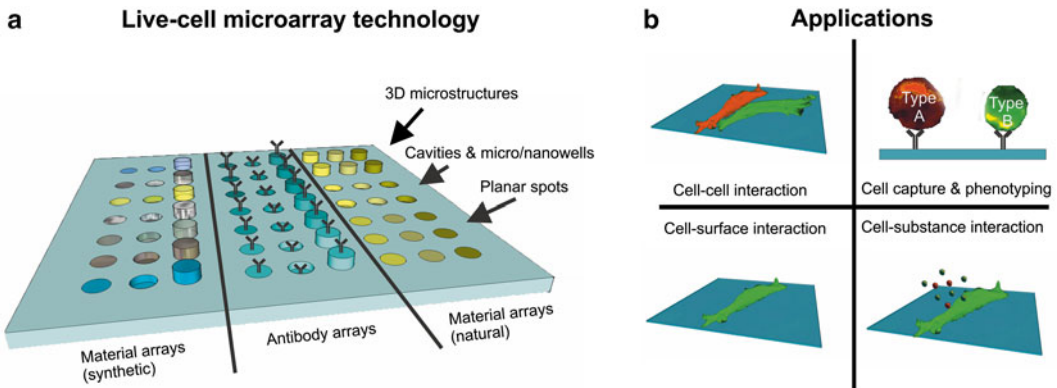 a
Live-cell microarray technology
3D microstructures
Cavities & micro/nanowells
Planar spots
Material arrays
(synthetic)
Antibody arrays
Material arrays
(natural)
b
Applications
Type
A
Type
B
Cell-cell interaction
Cell capture & phenotyping
Cell-surface interaction
Cell-substance interaction